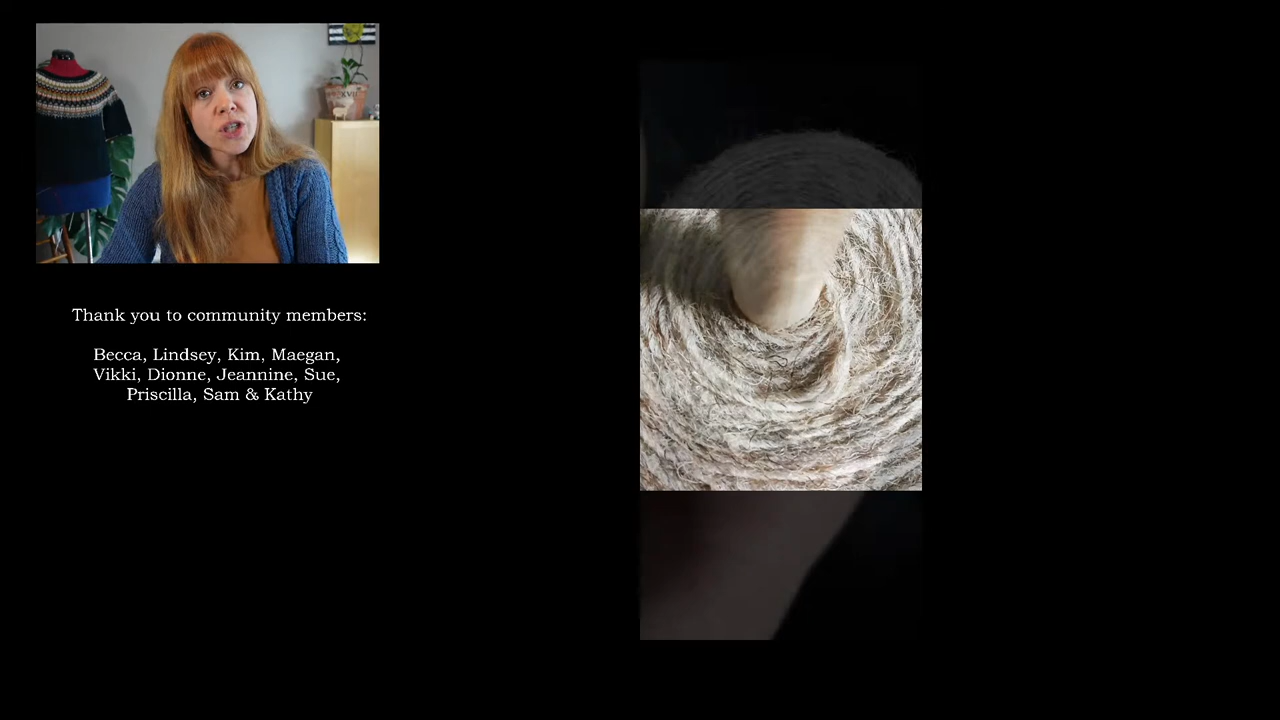 Thank you to community members:
Becca, Lindsey, Kim, Maegan,
Vikki, Dionne, Jeannine, Sue,
Priscilla, Sam & Kathy